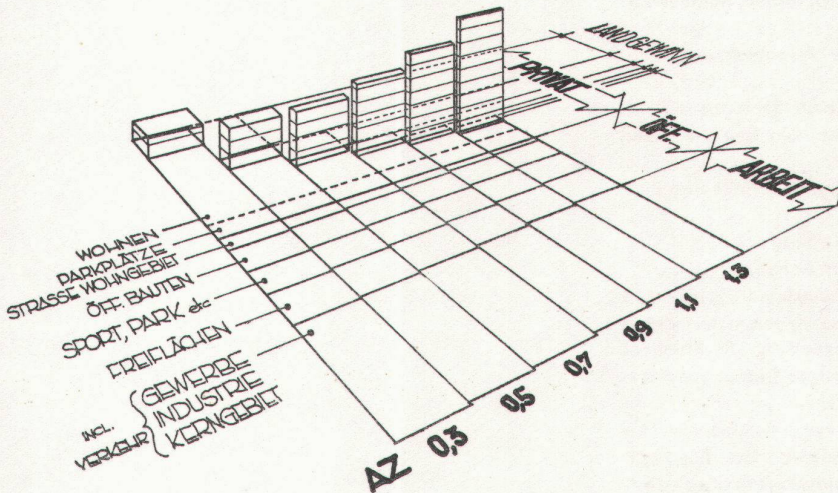 LANDGEWINN
PRIVAT
ÖFF.
ARBEIT
WOHNEN
PARKPLÄTZE
STRASSE WOHNGEBIET
ÖFF. BAUTEN
SPORT, PARK etc
FREIFLÄCHEN
INCL. VERKEHR
GEWERBE
INDUSTRIE
KERNGEBIET
AZ 0,3 0,5 0,7 0,9 1,1 1,3